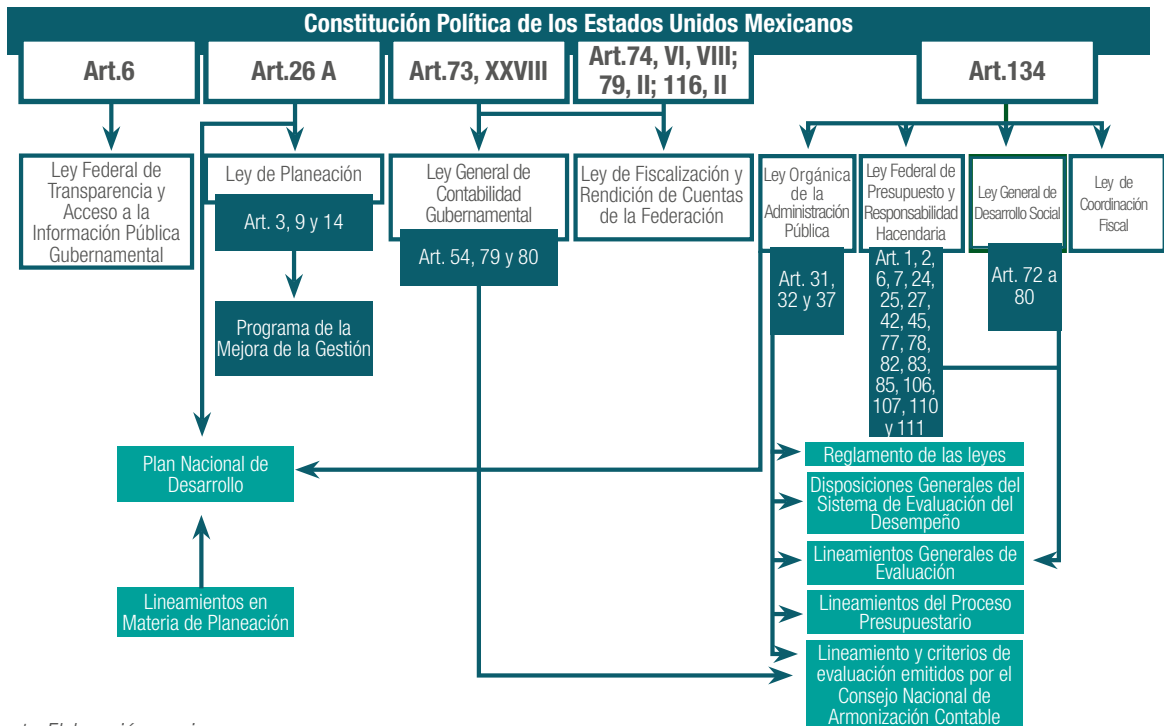 Constitución Política de los Estados Unidos Mexicanos
Art.6
Art.26 A
Art.73, XXVIII
Art.74, VI, VIII;
79, II; 116, II
Art.134
Ley Federal de
Transparencia y
Acceso a la
Información Pública
Gubernamental
Ley de Planeación
Art. 3, 9 y 14
Programa de la
Mejora de la Gestión
Ley General de
Contabilidad
Gubernamental
Art. 54, 79 y 80
Ley de Fiscalización y
Rendición de Cuentas
de la Federación
Ley Orgánica
de la
Administración
Pública
Art. 31,
32 y 37
Ley Federal de
Presupuesto y
Responsabilidad
Hacendaria
Art. 1, 2,
6, 7, 24,
25, 27,
42, 45,
77, 78,
82, 83,
85, 106,
107, 110
y 111
Ley General de
Desarrollo Social
Art. 72 a
80
Ley de
Coordinación
Fiscal
Plan Nacional de
Desarrollo
Lineamientos en
Materia de Planeación
Reglamento de las leyes
Disposiciones Generales del
Sistema de Evaluación del
Desempeño
Lineamientos Generales de
Evaluación
Lineamientos del Proceso
Presupuestario
Lineamiento y criterios de
evaluación emitidos por el
Consejo Nacional de
Armonización Contable